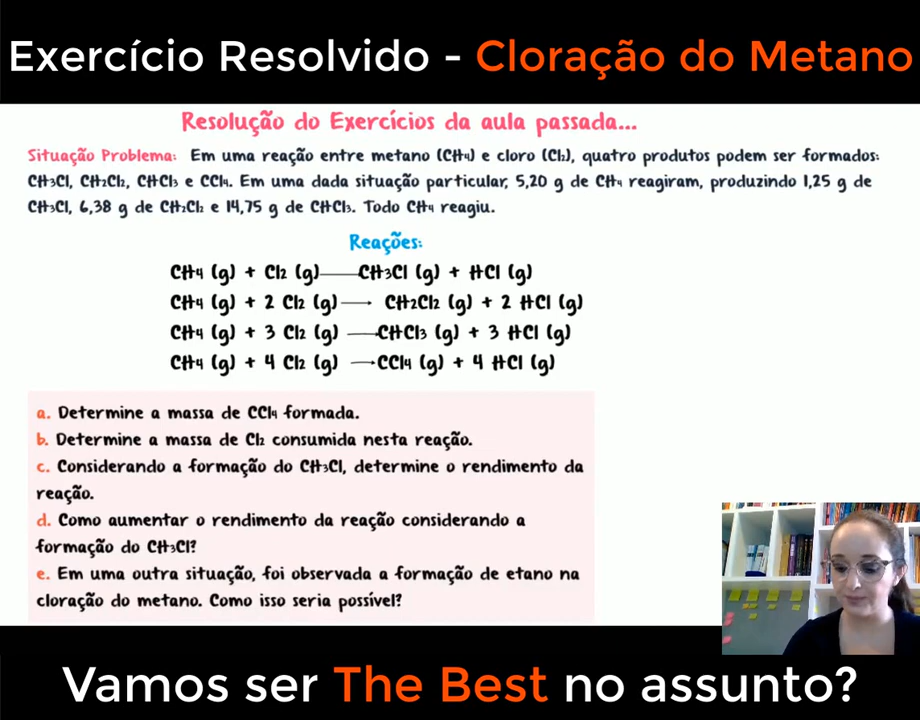 Exercício Resolvido - Cloração do Metano
Resolução do Exercícios da aula passada...
Situação Problema: Em uma reação entre metano (CH4) e cloro (Cl2), quatro produtos podem ser formados:
CH3Cl, CH2Cl2, CHCl3 e CCl4. Em uma dada situação particular, 5,20 g de CH4 reagiram, produzindo 1,25 g de
CH3Cl, 6,38 g de CH2Cl2 e 14,75 g de CHCl3. Todo CH4 reagiu.
Reações:
CH4 (g) + Cl2 (g)——CH3Cl (g) + HCl (g)
CH4 (g) + 2 Cl2 (g) → CH2Cl2 (g) + 2 HCl (g)
CH4 (g) + 3 Cl2 (g) ——CHCl3 (g) + 3 HCl (g)
CH4 (g) + 4 Cl2 (g) →CCl4 (g) + 4 HCl (g)
a. Determine a massa de CCl4 formada.
b. Determine a massa de Cl2 consumida nesta reação.
c. Considerando a formação do CH3Cl, determine o rendimento da
reação.
d. Como aumentar o rendimento da reação considerando a
formação do CH3Cl?
e. Em uma outra situação, foi observada a formação de etano na
cloração do metano. Como isso seria possível?
Vamos ser The Best no assunto?